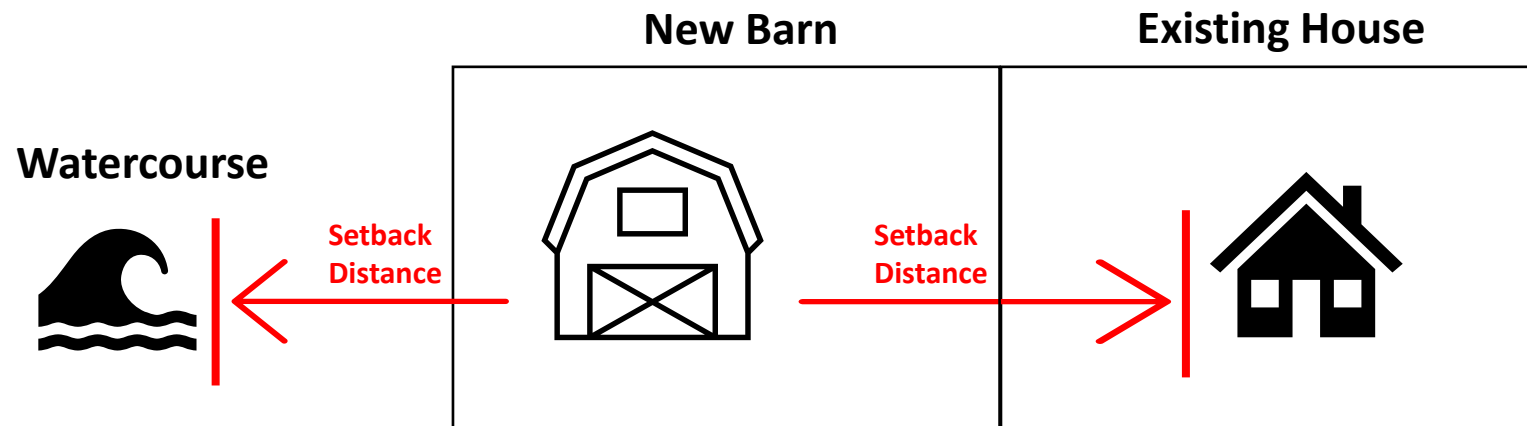 New Barn
Existing House
Watercourse
Setback
Distance
Setback
Distance